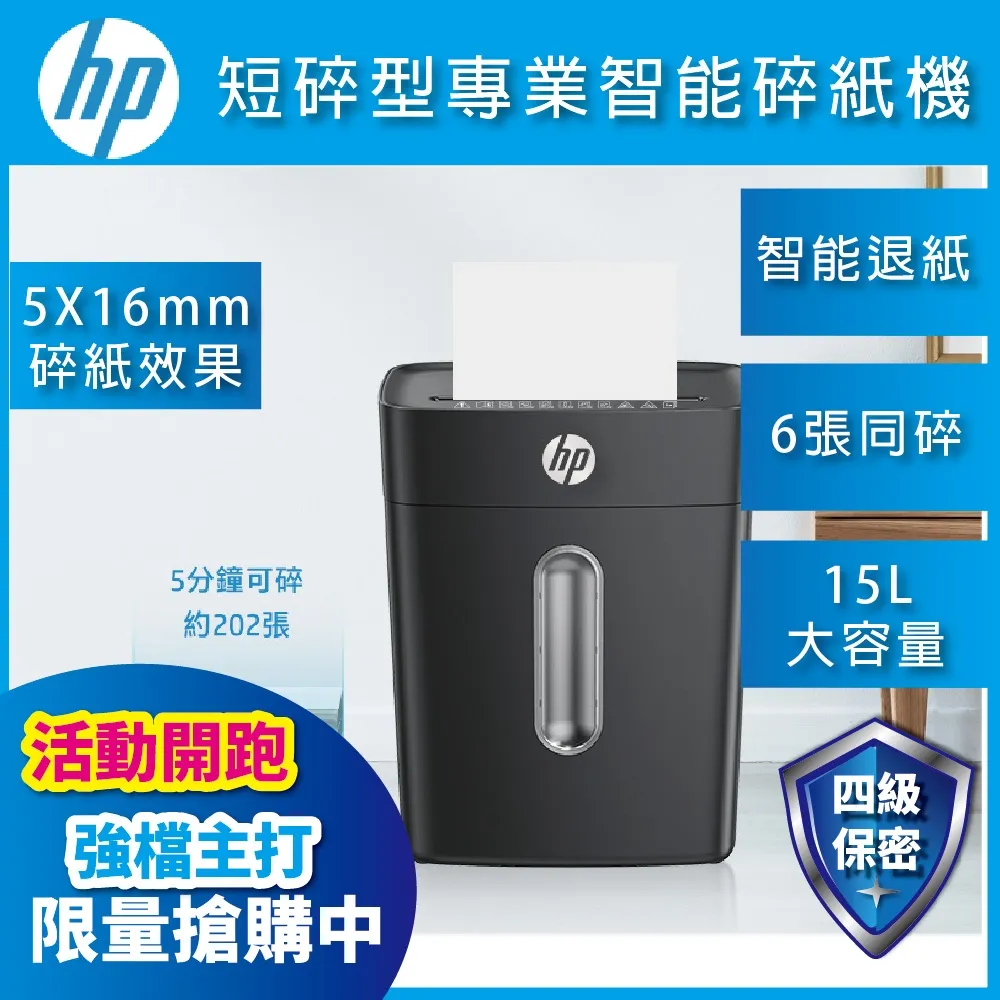 hp
短碎型專業智能碎紙機
5X16mm
碎紙效果
智能退紙
6張同碎
15L
大容量
hp
5分鐘可碎
約202張
四級
保密
活動開跑
強檔主打
限量搶購中